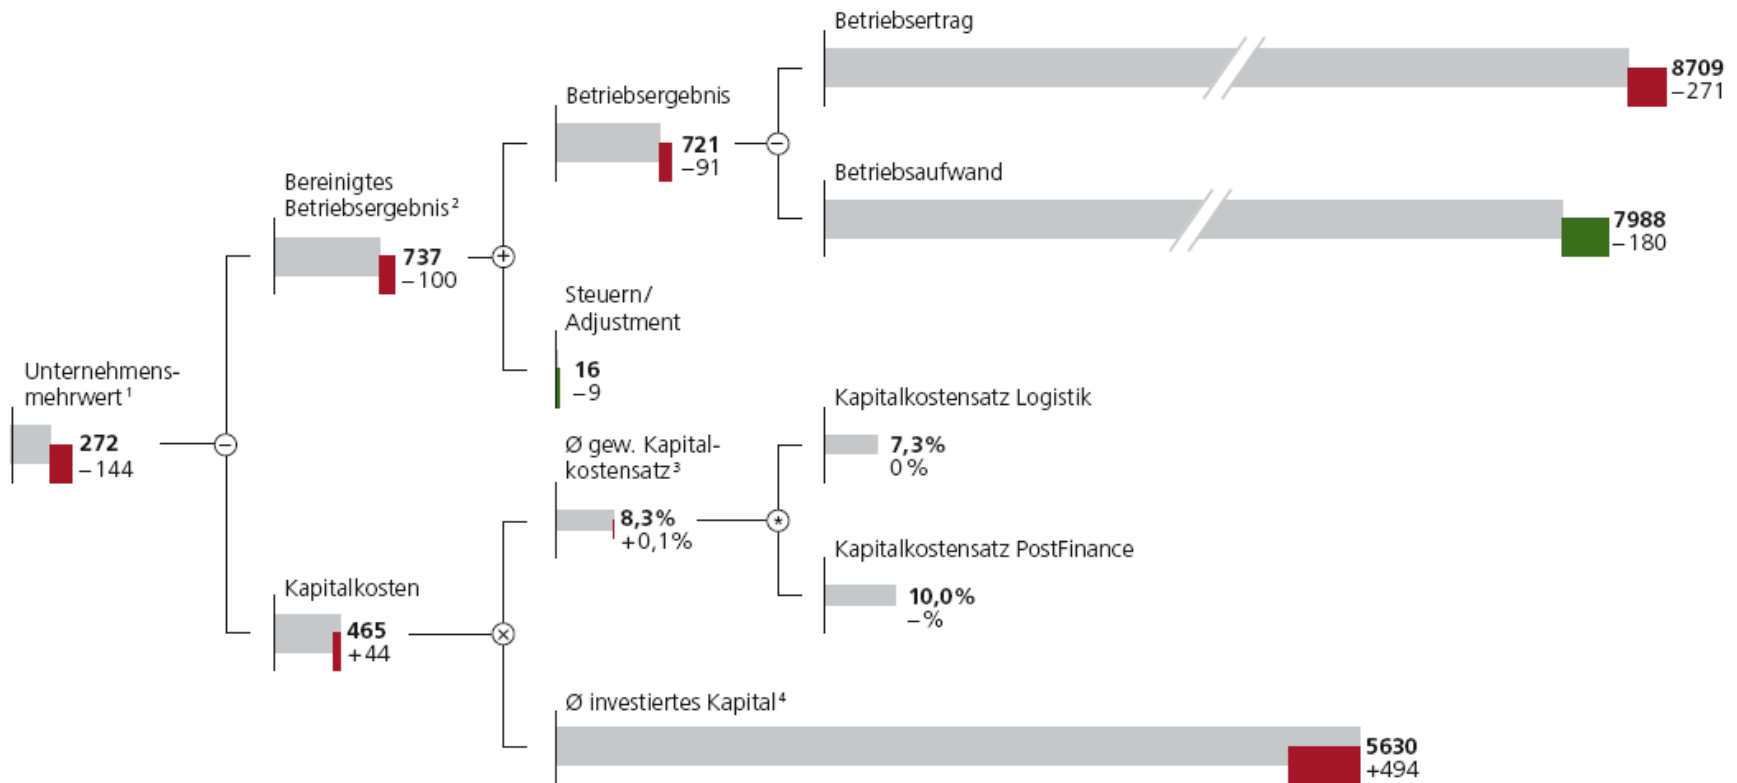 Betriebsertrag
8709
–271
Betriebsergebnis
721
–91
Betriebsaufwand
7988
–180
Bereinigtes
Betriebsergebnis²
737
–100
Steuern/
Adjustment
16
–9
Unternehmens-
mehrwert¹
272
–144
Kapitalkostensatz Logistik
7,3%
0%
Ø gew. Kapital-
kostensatz³
8,3%
+0,1%
Kapitalkostensatz PostFinance
10,0%
–%
Kapitalkosten
465
+44
Ø investiertes Kapital⁴
5630
+494